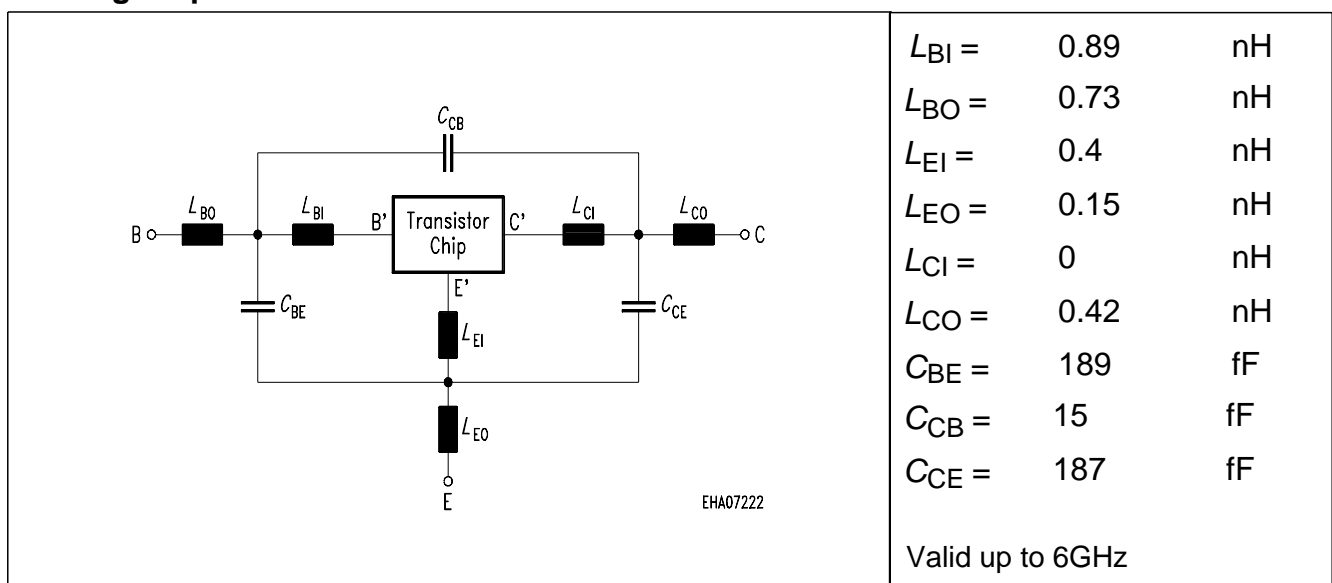 C_CB
L_BO
L_BI
B'
Transistor
Chip
C'
L_CI
L_CO
B
C
E'
C_BE
C_CE
L_EI
L_EO
E
EHA07222
L_BI = 0.89 nH
L_BO = 0.73 nH
L_EI = 0.4 nH
L_EO = 0.15 nH
L_CI = 0 nH
L_CO = 0.42 nH
C_BE = 189 fF
C_CB = 15 fF
C_CE = 187 fF
Valid up to 6GHz